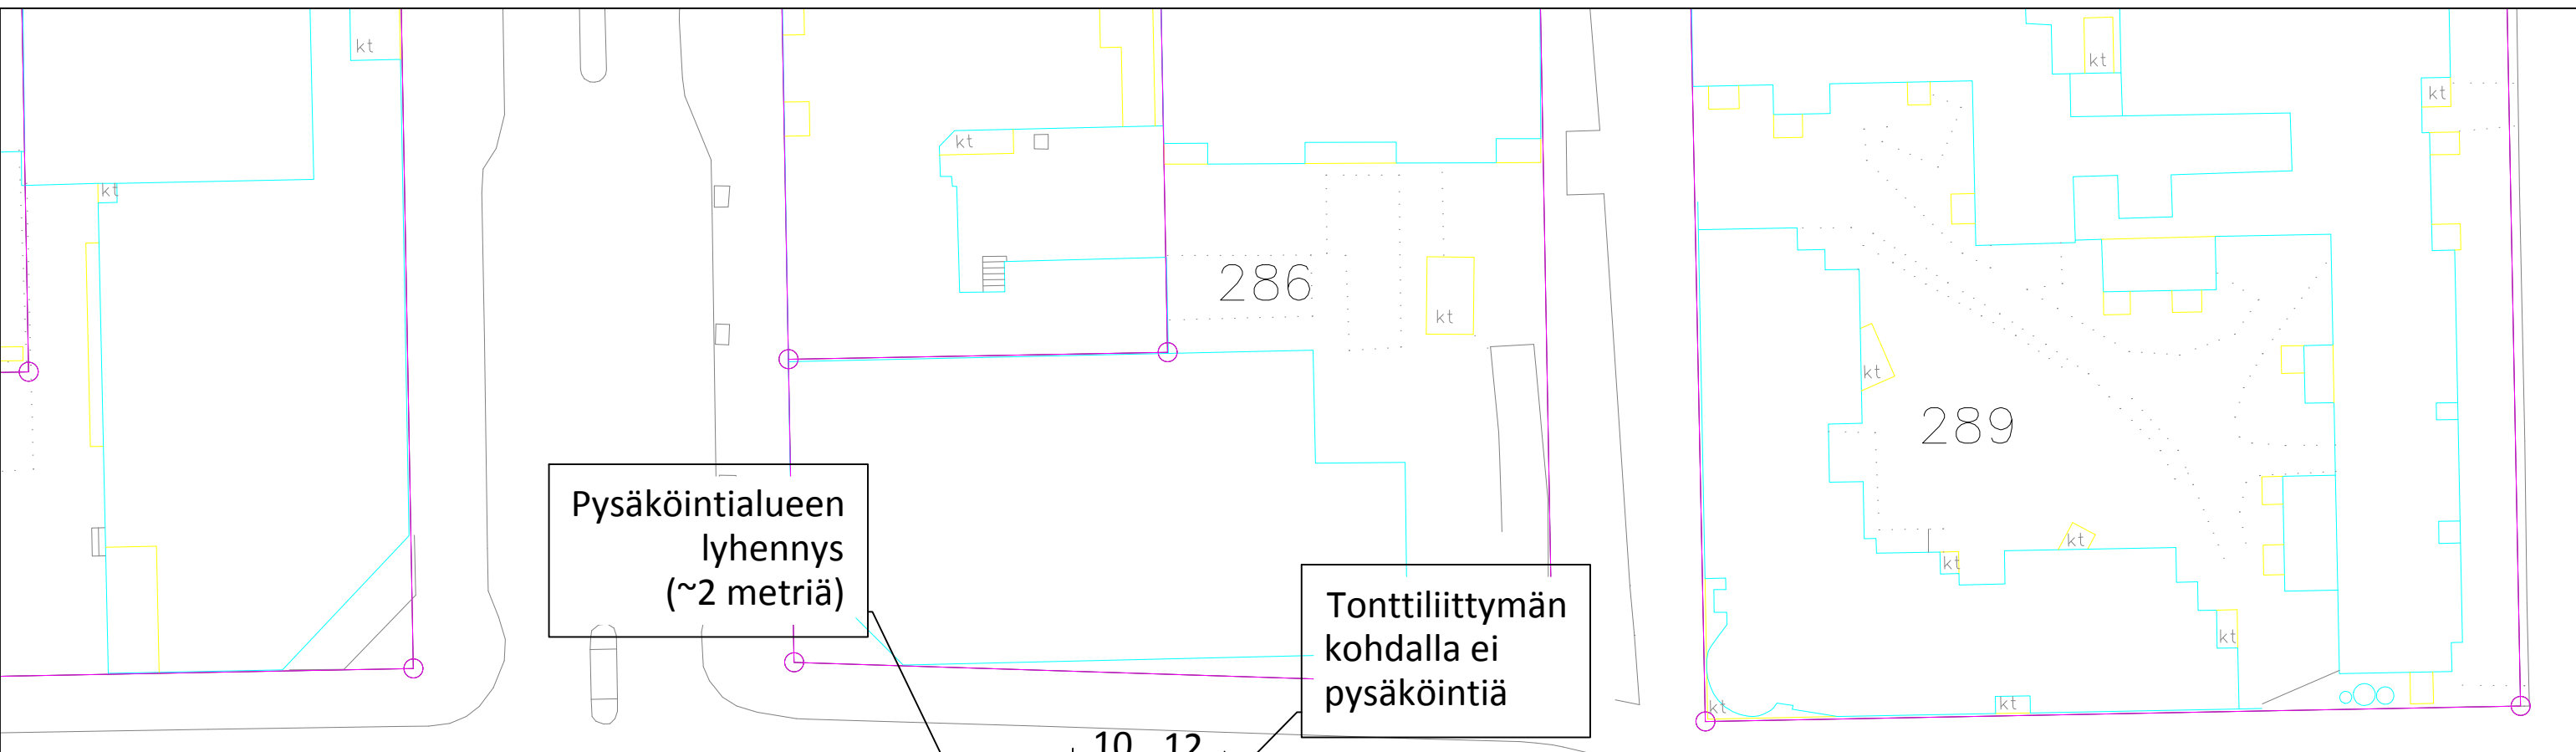 kt
kt
kt
kt
kt
kt
286
kt
kt
289
Pysäköintialueen
lyhennys
(~2 metriä)
kt
kt
Tonttiliittymän
kohdalla ei
pysäköintiä
kt
kt
kt
10
12